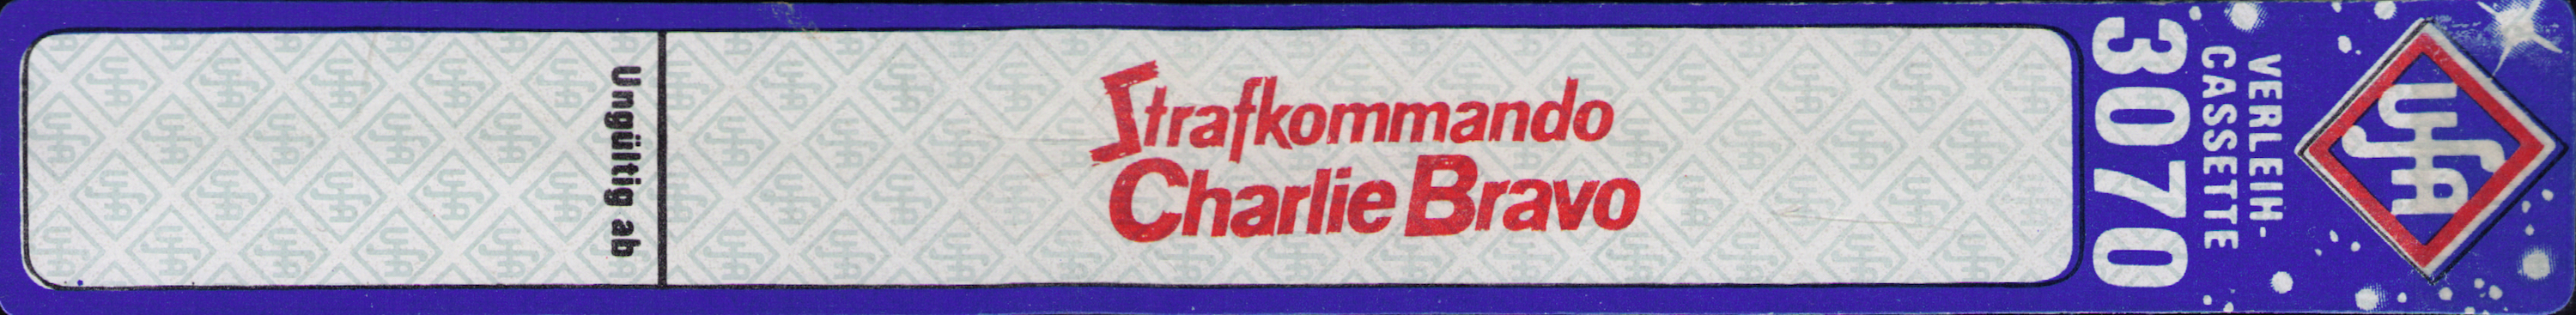 Ungültig ab
Strafkommando
Charlie Bravo
3070
VERLEIH-
CASSETTE
UFA